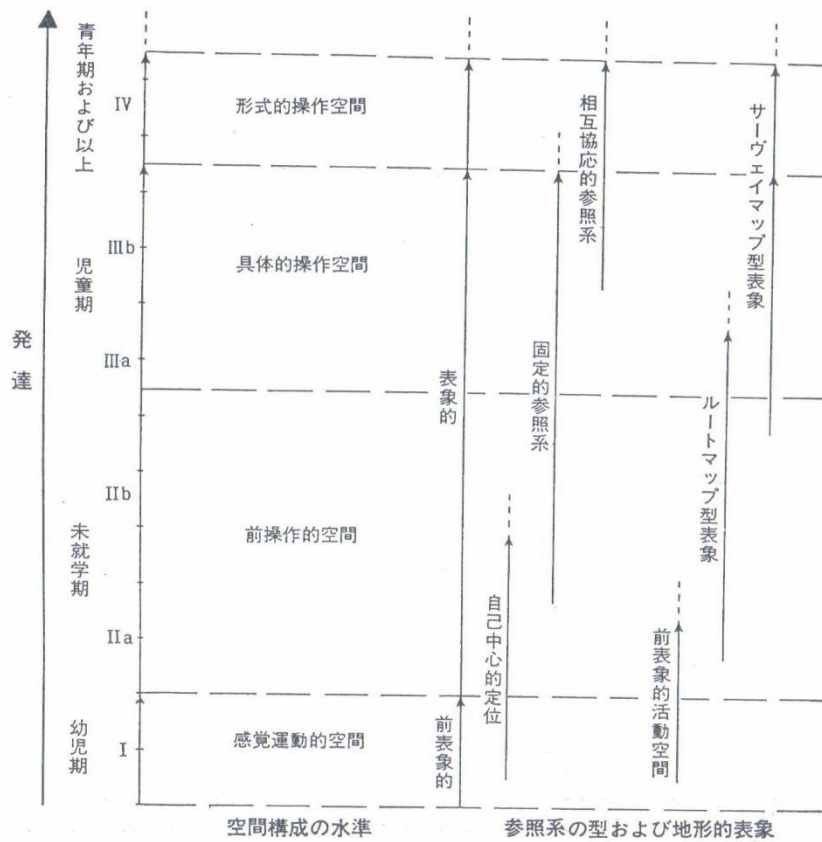 青年期および以上
IV
形式的操作空間
相互協応的参照系
サーヴェイマップ型表象
児童期
IIIb
具体的操作空間
発達
IIIa
表象的
固定的参照系
ルートマップ型表象
未就学期
IIb
前操作的空間
IIa
自己中心的定位
前表象的活動空間
幼児期
I
感覚運動的空間
前表象的
空間構成の水準
参照系の型および地形的表象